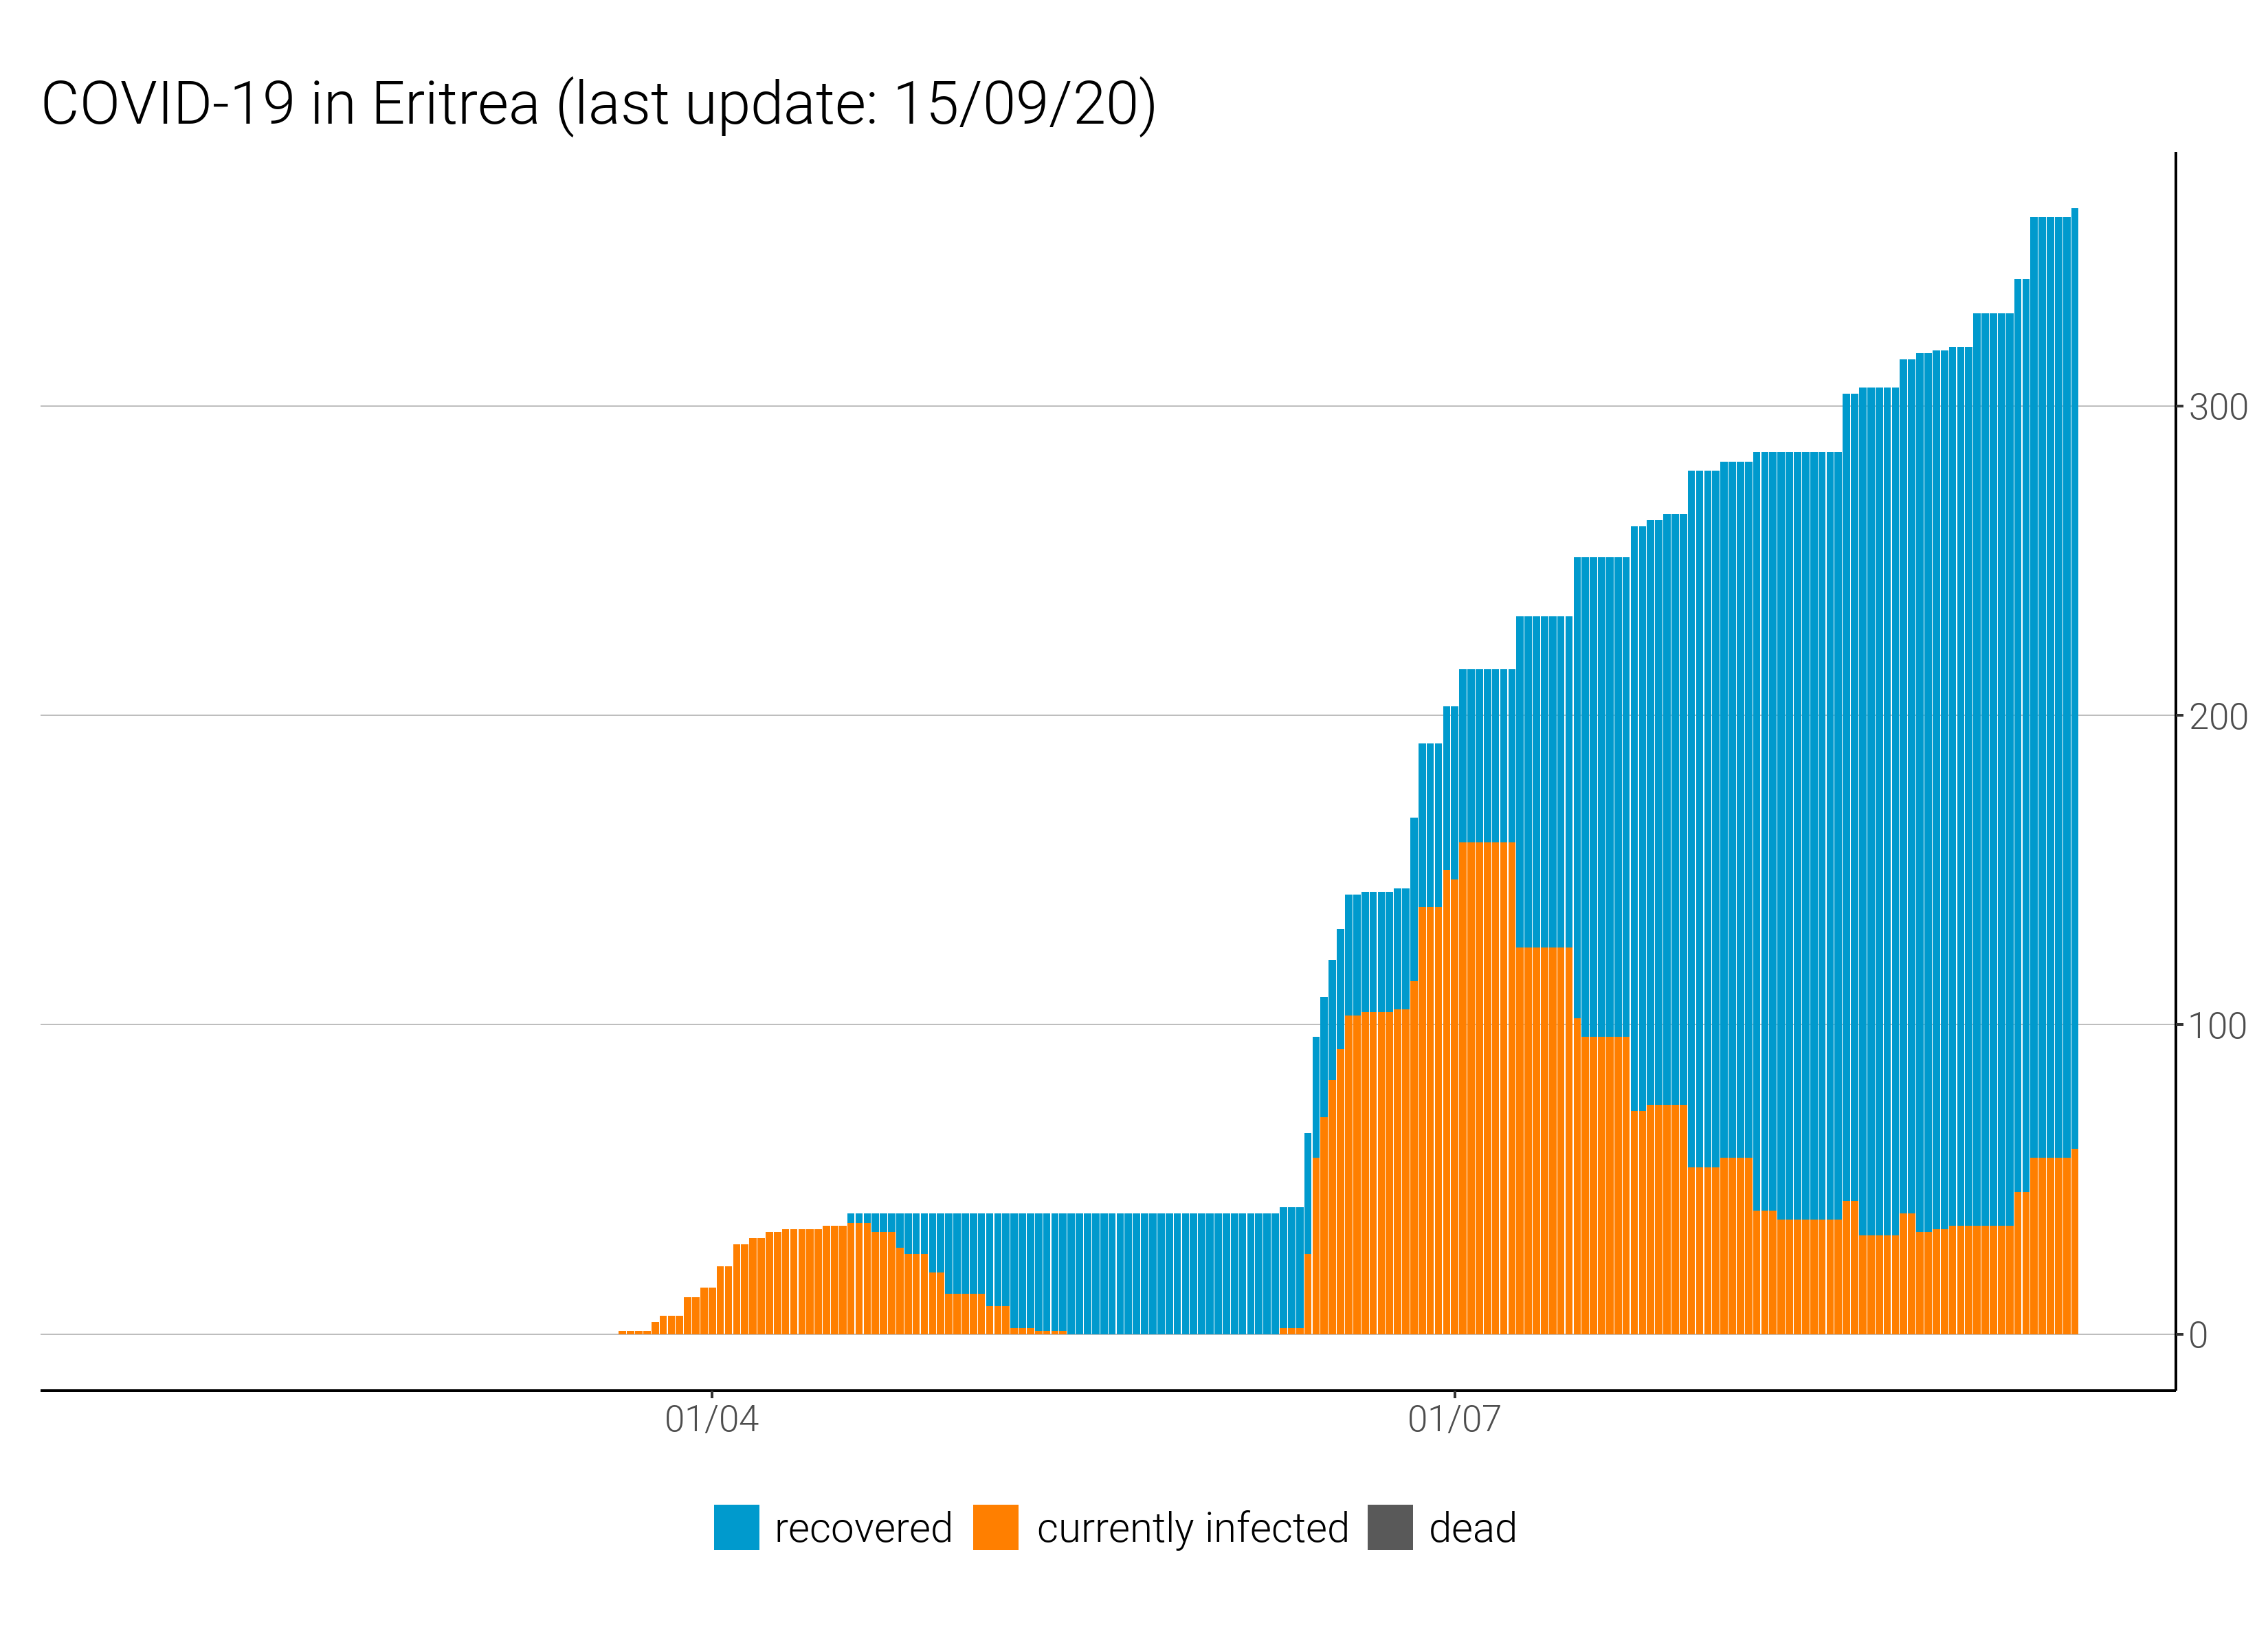 COVID-19 in Eritrea (last update: 15/09/20)
300
200
100
0
01/04 01/07
recovered currently infected dead